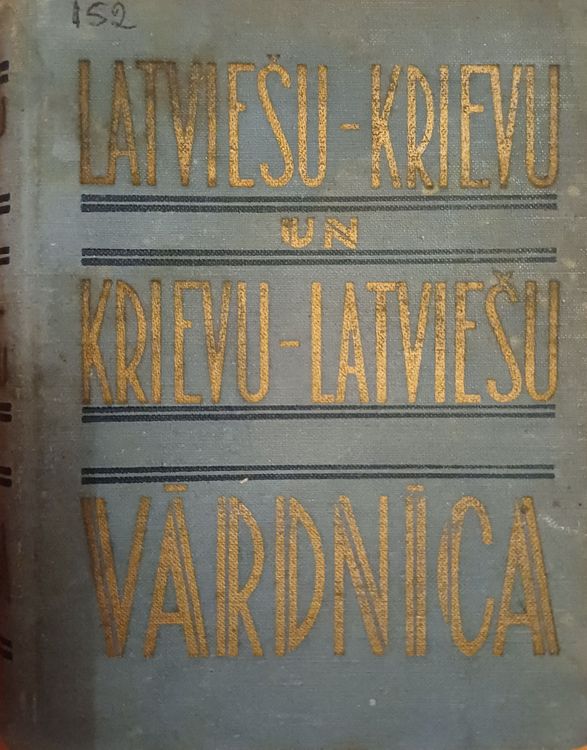 152
LATVIEŠU-KRIEVU
UN
KRIEVU-LATVIEŠU
VĀRDNĪCA